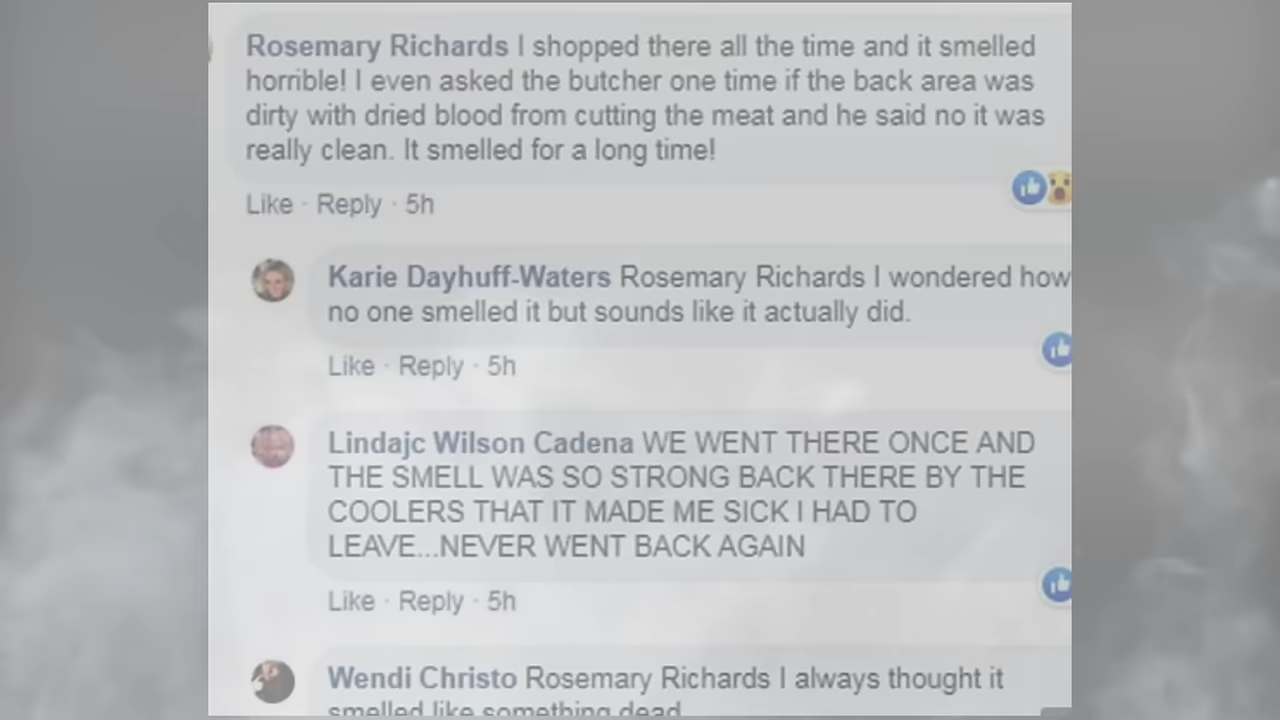 Rosemary Richards I shopped there all the time and it smelled
horrible! I even asked the butcher one time if the back area was
dirty with dried blood from cutting the meat and he said no it was
really clean. It smelled for a long time!
Like · Reply · 5h
Karie Dayhuff-Waters Rosemary Richards I wondered how
no one smelled it but sounds like it actually did.
Like · Reply · 5h
Lindajc Wilson Cadena WE WENT THERE ONCE AND
THE SMELL WAS SO STRONG BACK THERE BY THE
COOLERS THAT IT MADE ME SICK I HAD TO
LEAVE...NEVER WENT BACK AGAIN
Like · Reply · 5h
Wendi Christo Rosemary Richards I always thought it
smelled like something dead